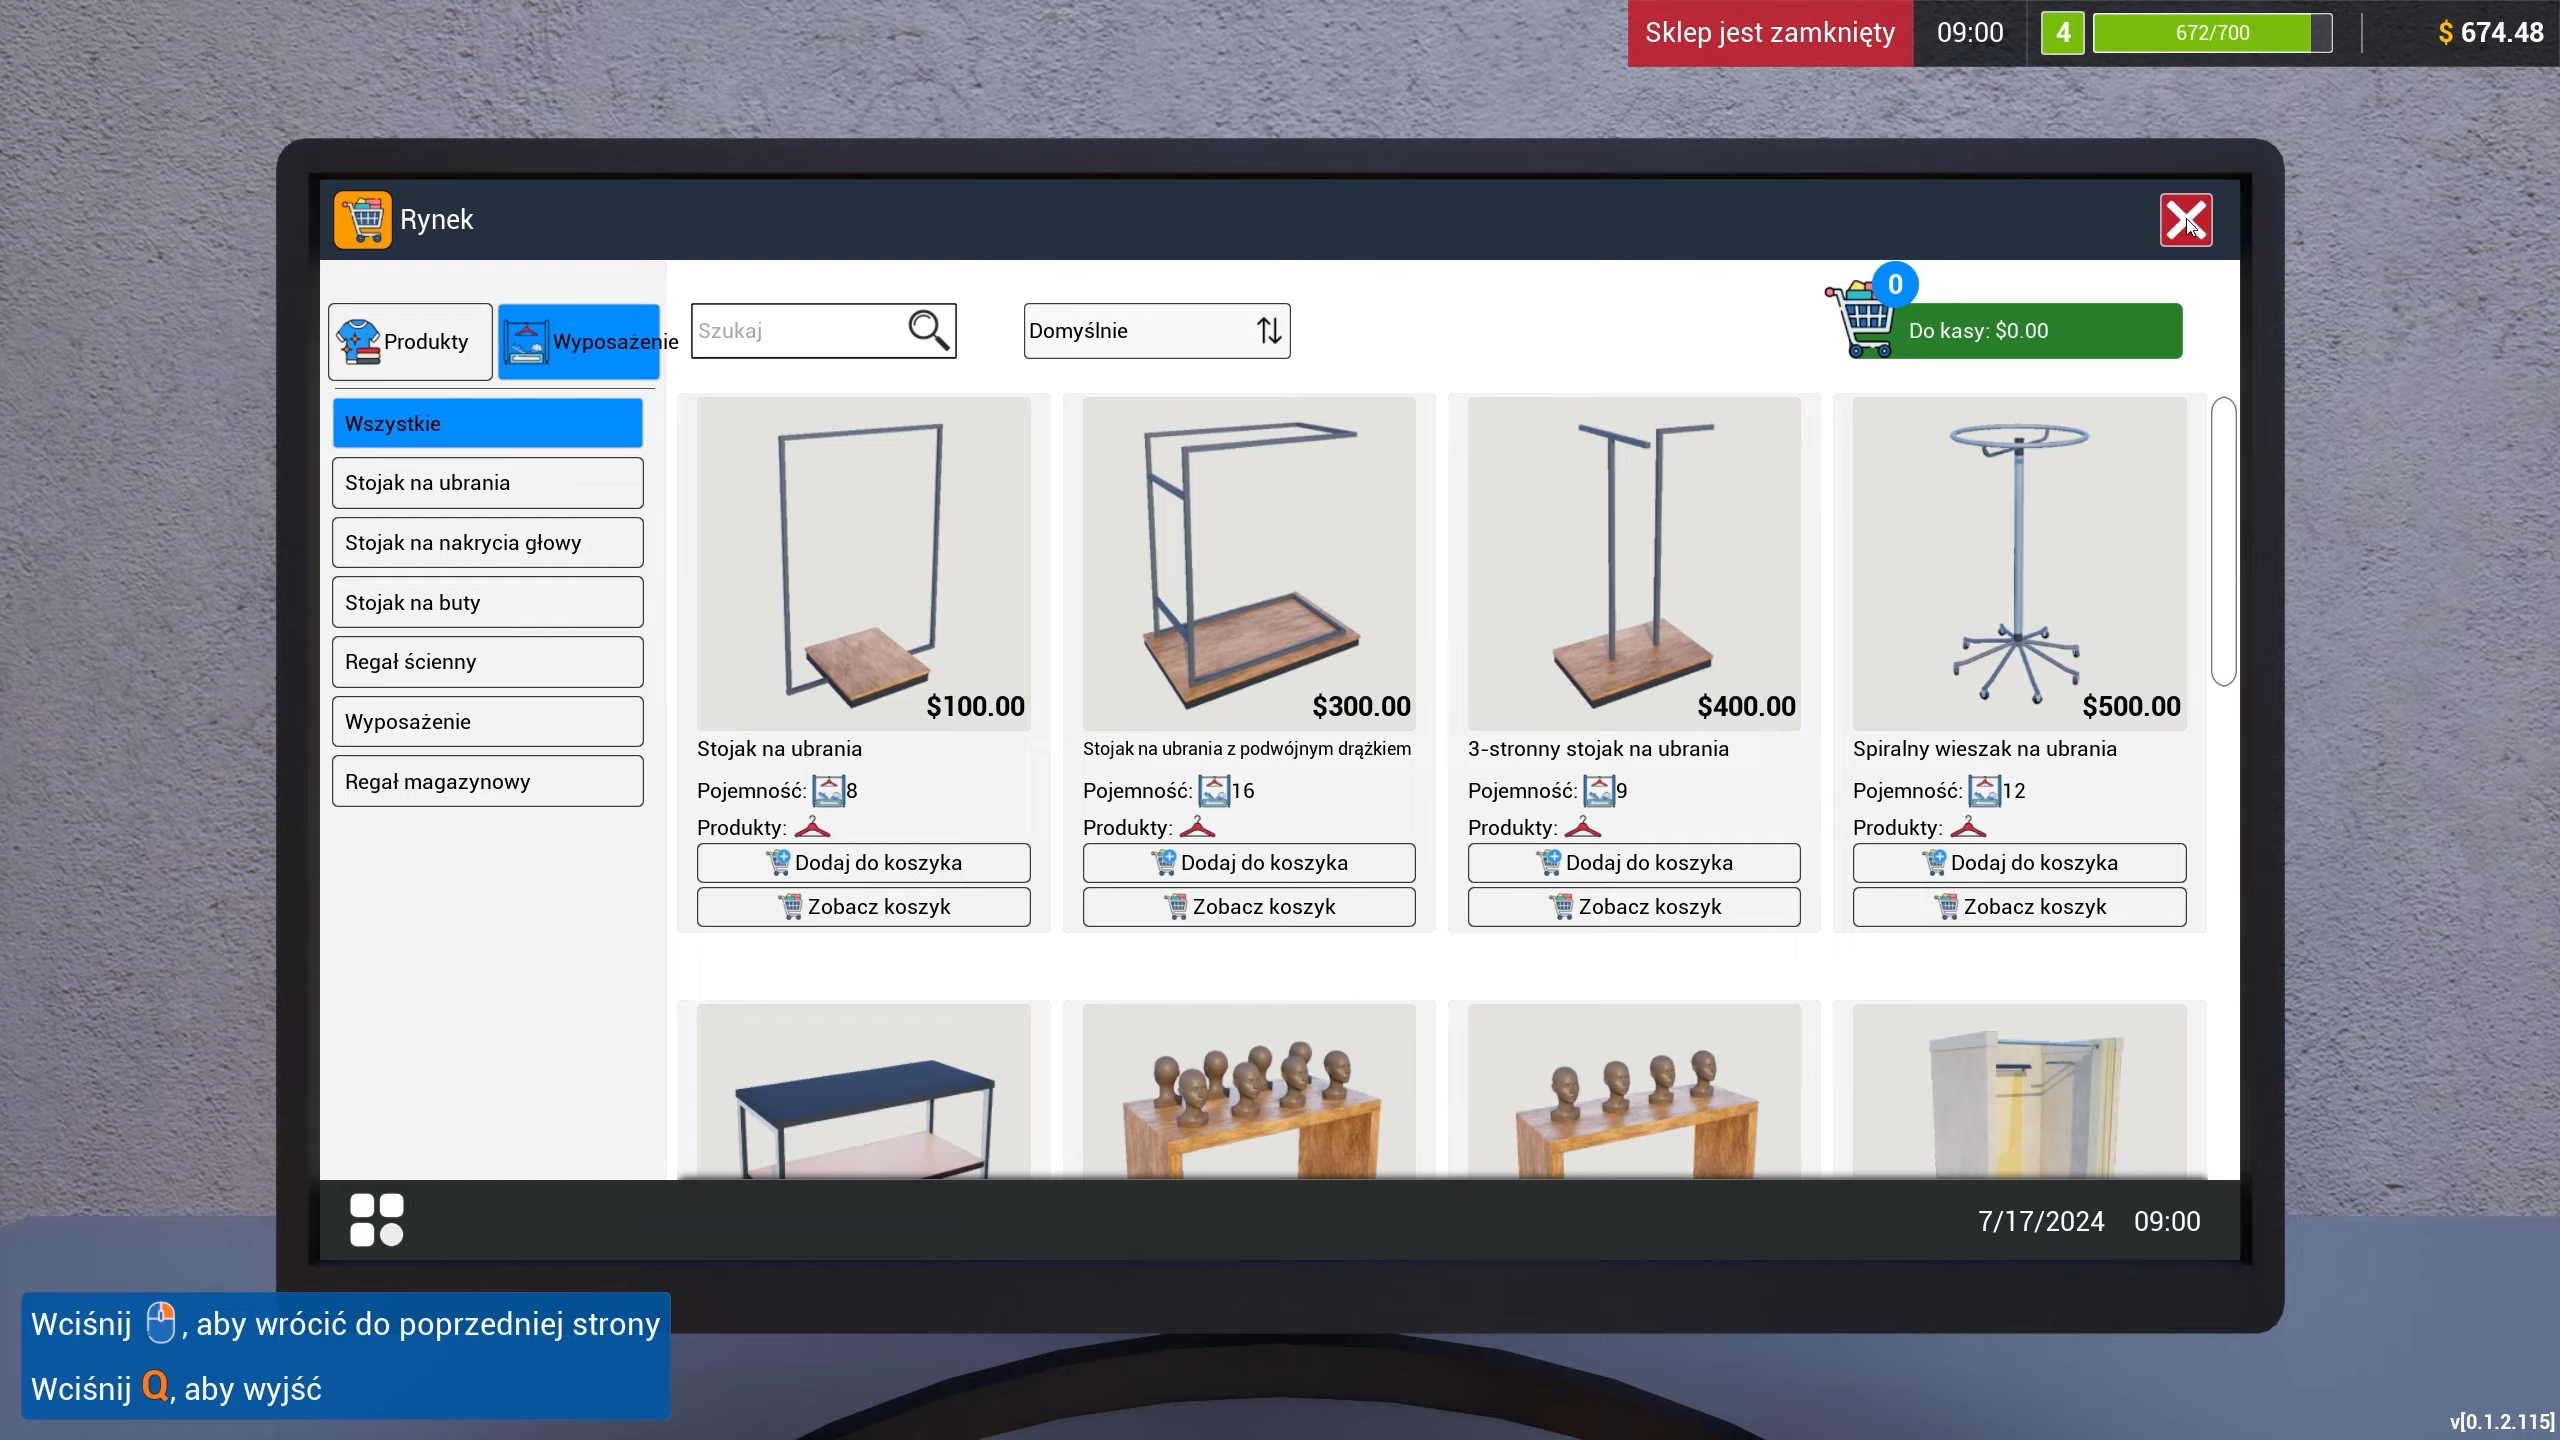 Sklep jest zamknięty
09:00
4
672/700
$ 674.48
Rynek
0
Produkty
Wyposażenie
Szukaj
Domyślnie
Do kasy: $0.00
Wszystkie
Stojak na ubrania
Stojak na nakrycia głowy
Stojak na buty
Regał ścienny
Wyposażenie
Regał magazynowy
$100.00
Stojak na ubrania
Pojemność: 8
Produkty:
Dodaj do koszyka
Zobacz koszyk
$300.00
Stojak na ubrania z podwójnym drążkiem
Pojemność: 16
Produkty:
Dodaj do koszyka
Zobacz koszyk
$400.00
3-stronny stojak na ubrania
Pojemność: 9
Produkty:
Dodaj do koszyka
Zobacz koszyk
$500.00
Spiralny wieszak na ubrania
Pojemność: 12
Produkty:
Dodaj do koszyka
Zobacz koszyk
7/17/2024 09:00
Wciśnij , aby wrócić do poprzedniej strony
Wciśnij Q, aby wyjść
v[0.1.2.115]